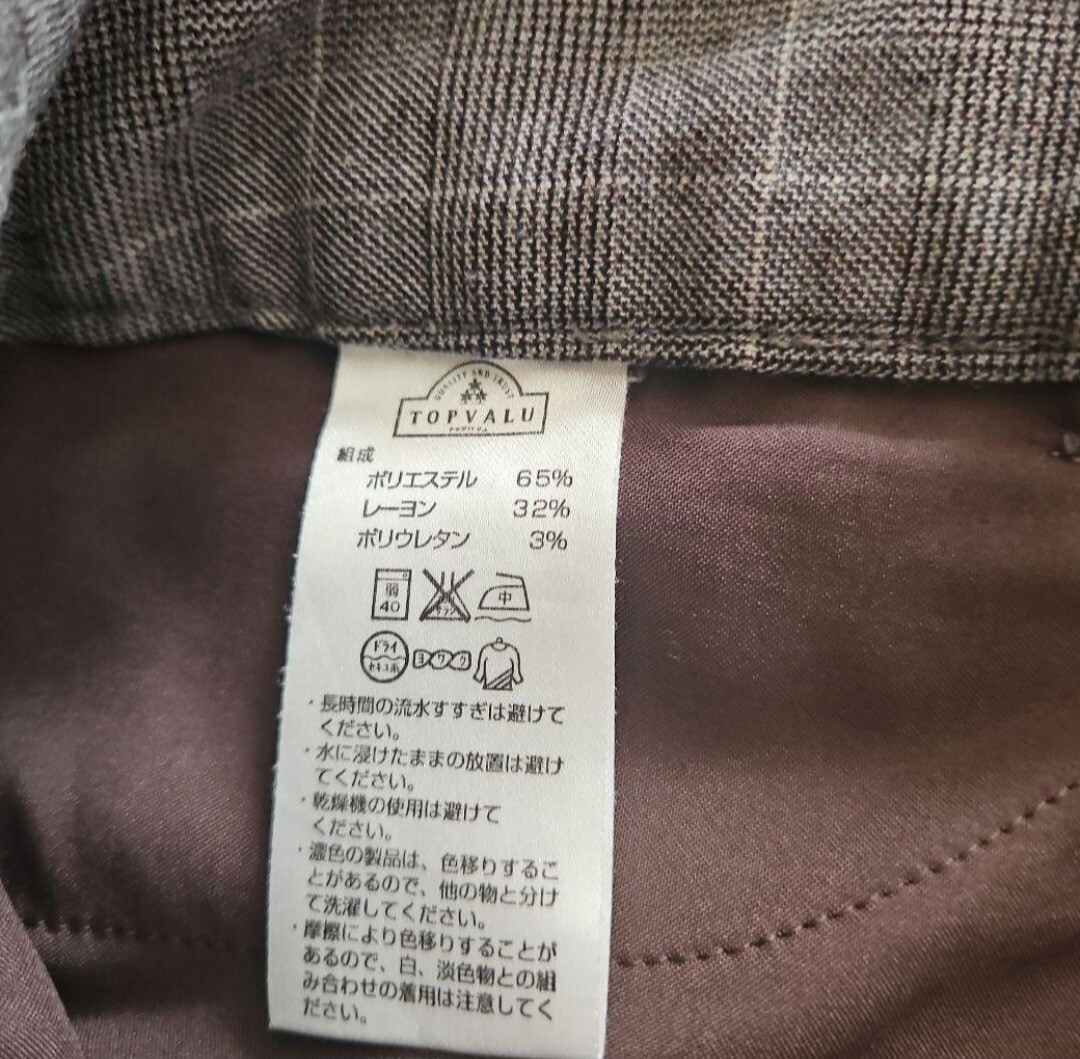 QUALITY AND TRUST
TOPVALU
トップバリュ
組成
ポリエステル 65%
レーヨン 32%
ポリウレタン 3%
弱
40
中
ドライ
セキユ系
ヨワク
・長時間の流水すすぎは避けて
ください。
・水に浸けたままの放置は避け
てください。
・乾燥機の使用は避けて
ください。
・濃色の製品は、色移りするこ
とがあるので、他の物と分け
て洗濯してください。
・摩擦により色移りすることが
あるので、白、淡色物との組
み合わせの着用は注意してく
ださい。